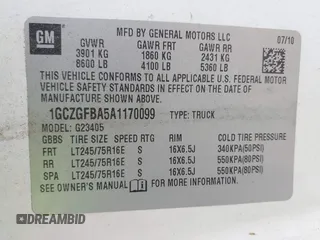 GM
MFD BY GENERAL MOTORS LLC
07/10
GVWR GAWR FRT GAWR RR
3901 KG 1860 KG 2431 KG
8600 LB 4100 LB 5360 LB
THIS VEHICLE CONFORMS TO ALL APPLICABLE U.S. FEDERAL MOTOR
VEHICLE SAFETY STANDARDS IN EFFECT ON THE DATE OF
MANUFACTURE SHOWN ABOVE.
1GCZGFBA5A1170099 TYPE: TRUCK
MODEL: G23405
GBBS TIRE SIZE SPEED RTG RIM COLD TIRE PRESSURE
FRT LT245/75R16E S 16X6.5J 340KPA(50PSI)
RR LT245/75R16E S 16X6.5J 550KPA(80PSI)
SPA LT245/75R16E S 16X6.5J 550KPA(80PSI)
SEE OWNER'S MANUAL FOR ADDITIONAL INFORMATION
DREAMBID